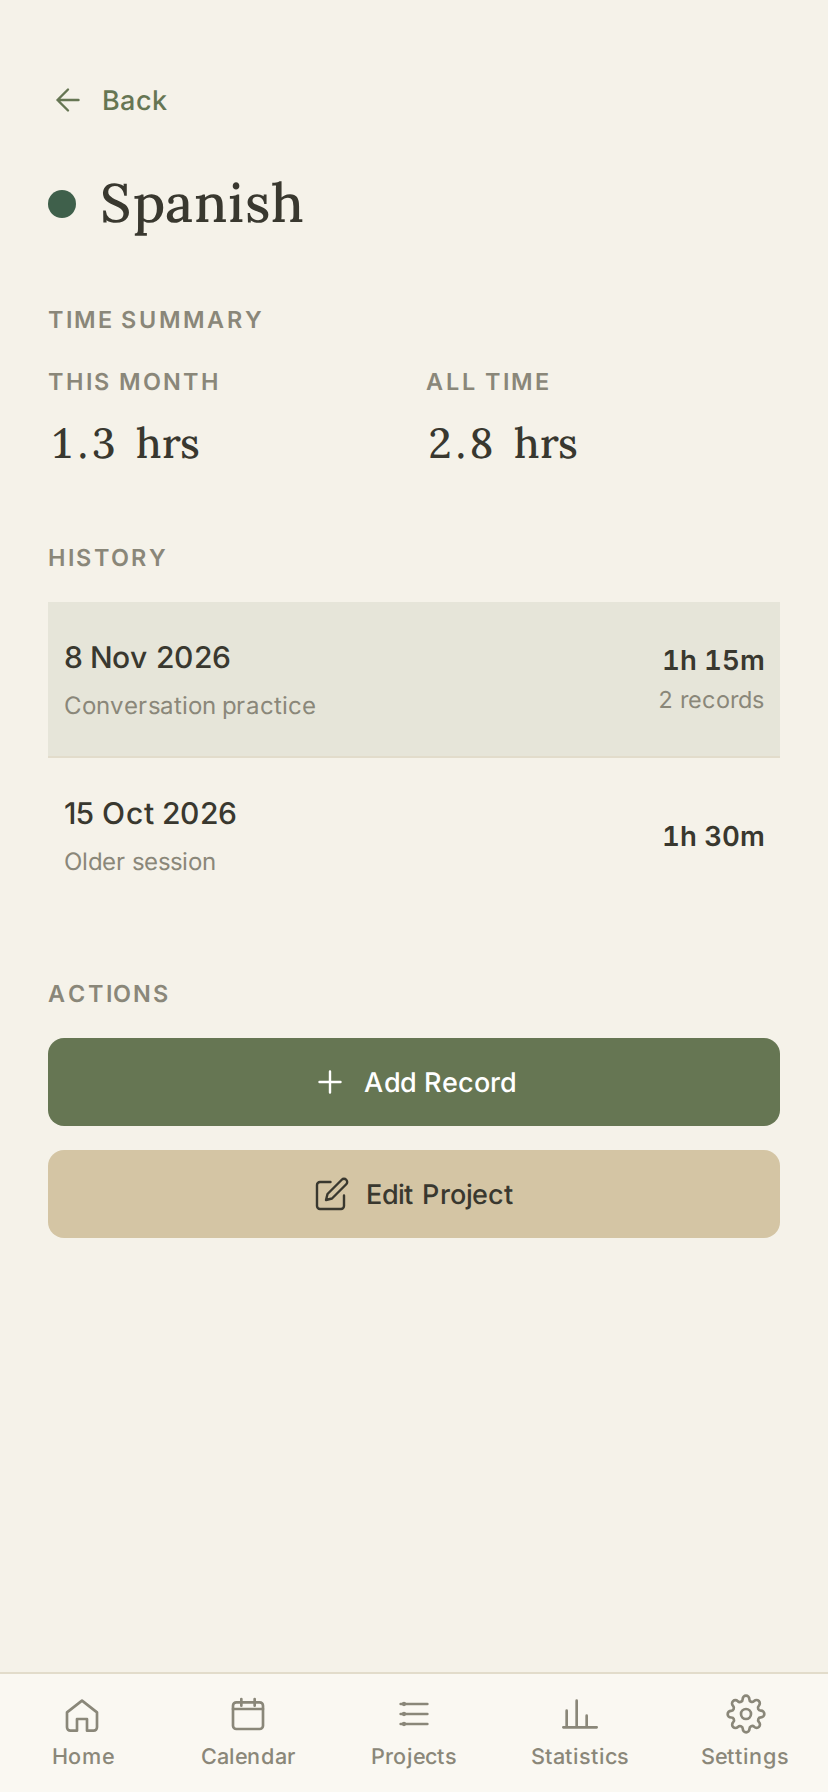 Back
Spanish
TIME SUMMARY
THIS MONTH
1.3 hrs
ALL TIME
2.8 hrs
HISTORY
8 Nov 2026
Conversation practice
1h 15m
2 records
15 Oct 2026
Older session
1h 30m
ACTIONS
Add Record
Edit Project
Home
Calendar
Projects
Statistics
Settings